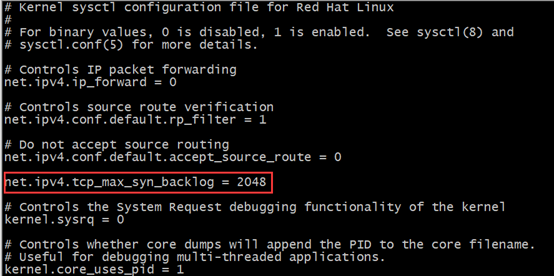 # Kernel sysctl configuration file for Red Hat Linux
#
# For binary values, 0 is disabled, 1 is enabled.  See sysctl(8) and
# sysctl.conf(5) for more details.
# Controls IP packet forwarding
net.ipv4.ip_forward = 0
# Controls source route verification
net.ipv4.conf.default.rp_filter = 1
# Do not accept source routing
net.ipv4.conf.default.accept_source_route = 0
net.ipv4.tcp_max_syn_backlog = 2048
# Controls the System Request debugging functionality of the kernel
kernel.sysrq = 0
# Controls whether core dumps will append the PID to the core filename.
# Useful for debugging multi-threaded applications.
kernel.core_uses_pid = 1